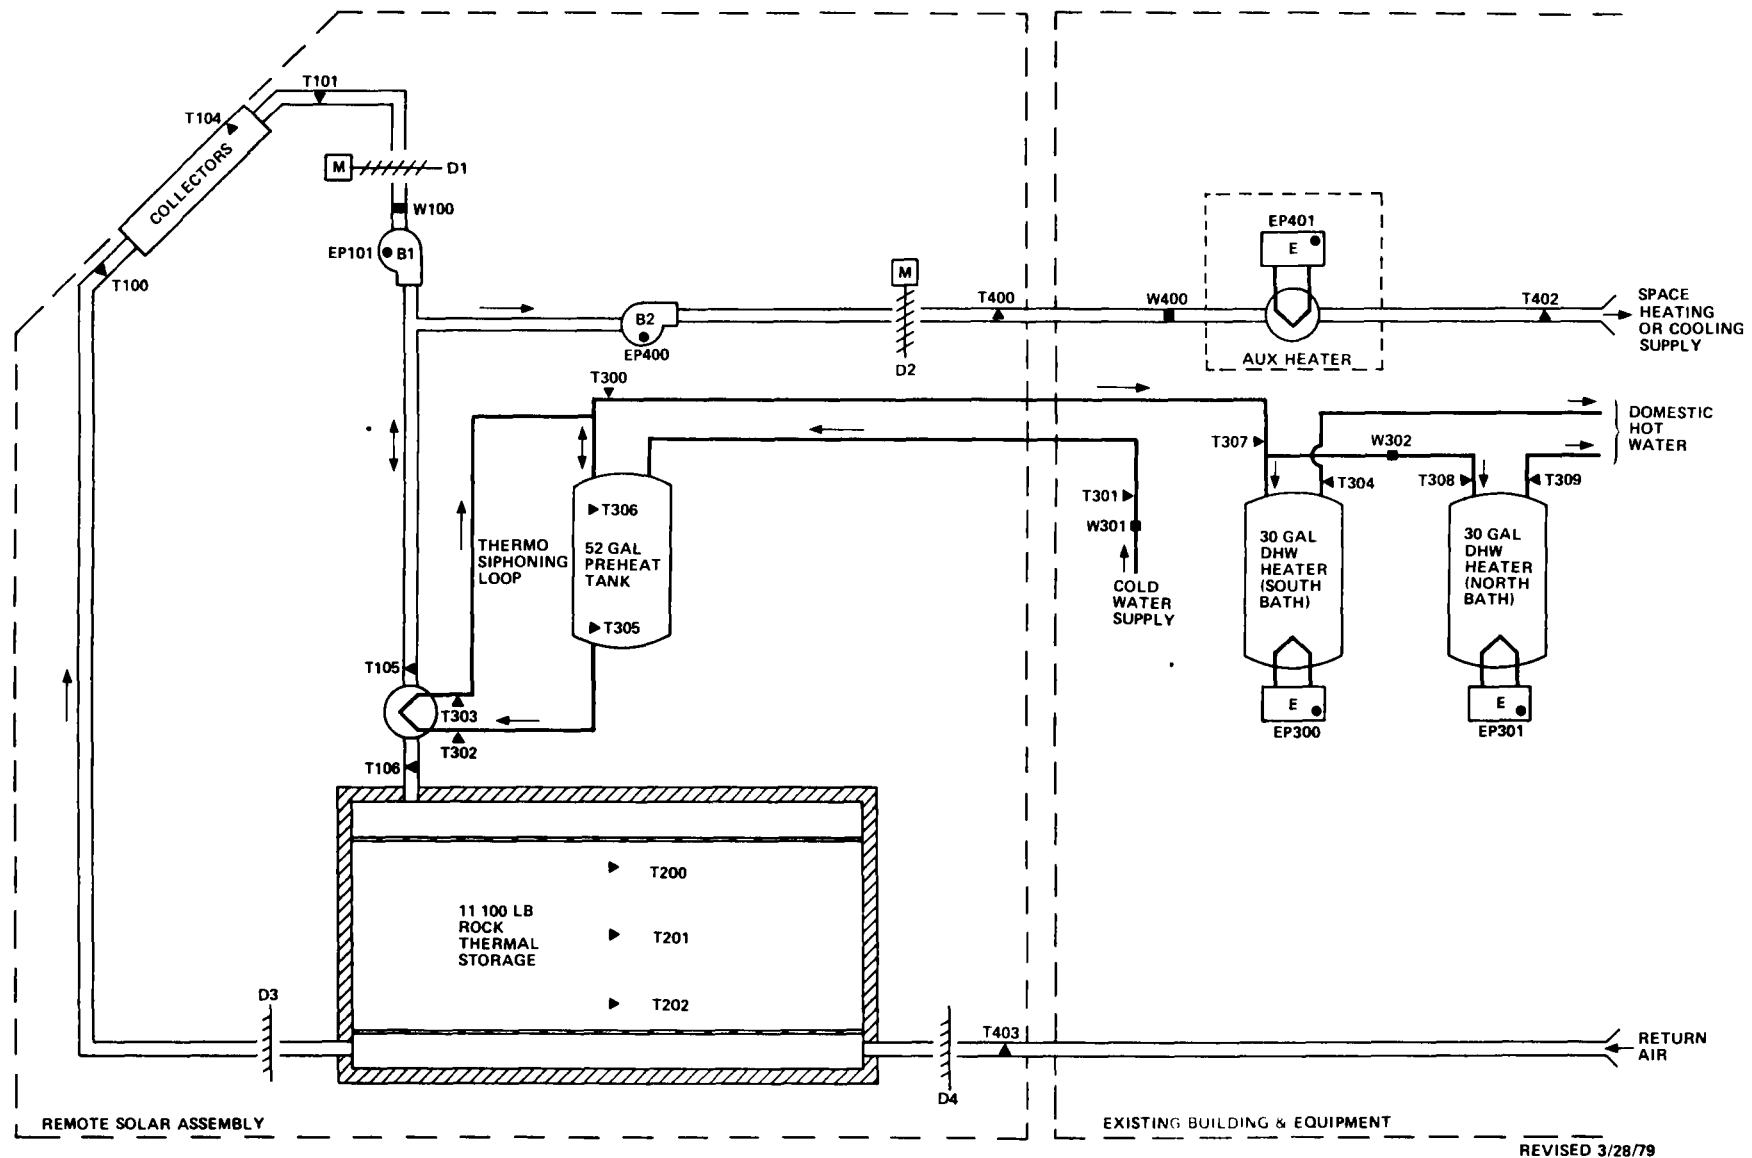 T101
T104
COLLECTORS
M
D1
W100
EP101
B1
T100
M
EP401
E
T400
W400
T402
SPACE
HEATING
OR COOLING
SUPPLY
B2
EP400
D2
AUX HEATER
T300
DOMESTIC
HOT
WATER
T307
W302
T301
T304
T308
T309
T306
W301
THERMO
SIPHONING
LOOP
52 GAL
PREHEAT
TANK
30 GAL
DHW
HEATER
(SOUTH
BATH)
30 GAL
DHW
HEATER
(NORTH
BATH)
COLD
WATER
SUPPLY
T305
T105
T303
T302
E
EP300
E
EP301
T106
T200
11 100 LB
ROCK
THERMAL
STORAGE
T201
T202
D3
T403
RETURN
AIR
D4
REMOTE SOLAR ASSEMBLY
EXISTING BUILDING & EQUIPMENT
REVISED 3/28/79